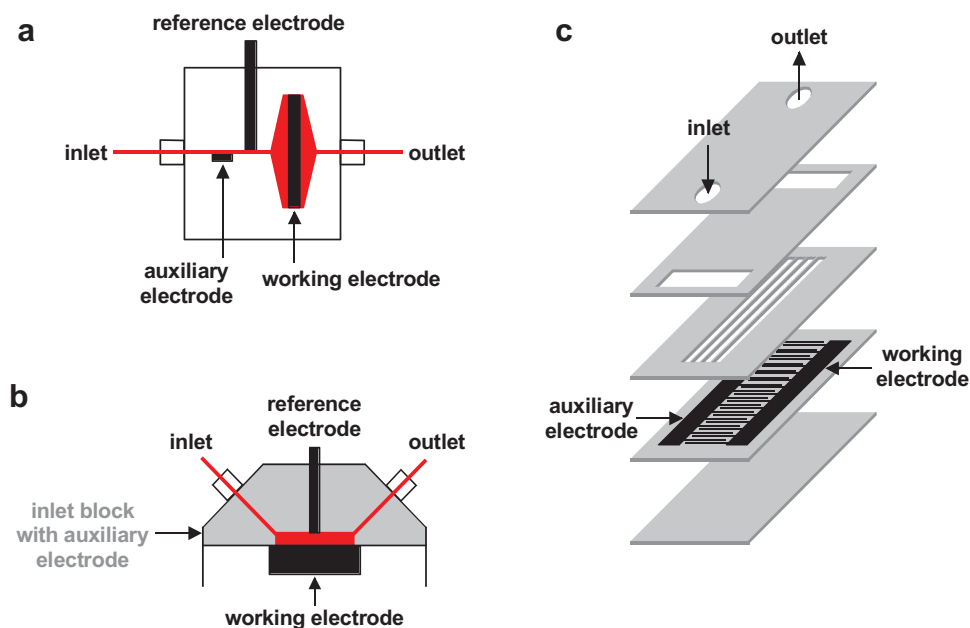 a
reference electrode
inlet
outlet
auxiliary
electrode
working electrode
b
reference
electrode
inlet
outlet
inlet block
with auxiliary
electrode
working electrode
c
outlet
inlet
working
electrode
auxiliary
electrode